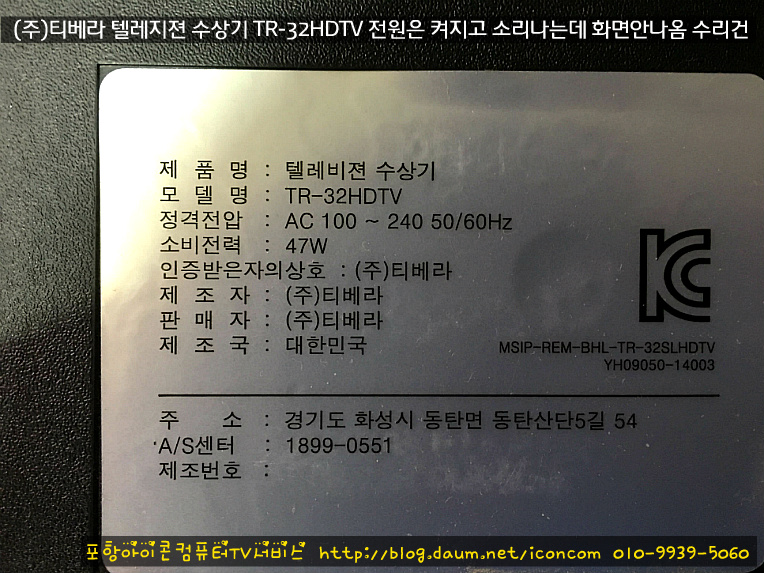 (주)티베라 텔레지젼 수상기 TR-32HDTV 전원은 켜지고 소리나는데 화면안나옴 수리건
제 품 명 : 텔레비젼 수상기
모 델 명 : TR-32HDTV
정격전압 : AC 100 ~ 240 50/60Hz
소비전력 : 47W
인증받은자의상호 : (주)티베라
제 조 자 : (주)티베라
판 매 자 : (주)티베라
제 조 국 : 대한민국
KC
MSIP-REM-BHL-TR-32SLHDTV
YH09050-14003
주 소 : 경기도 화성시 동탄면 동탄산단5길 54
A/S센터 : 1899-0551
제조번호 :
포항아이콘컴퓨터TV서비스 http://blog.daum.net/iconcom 010-9939-5060